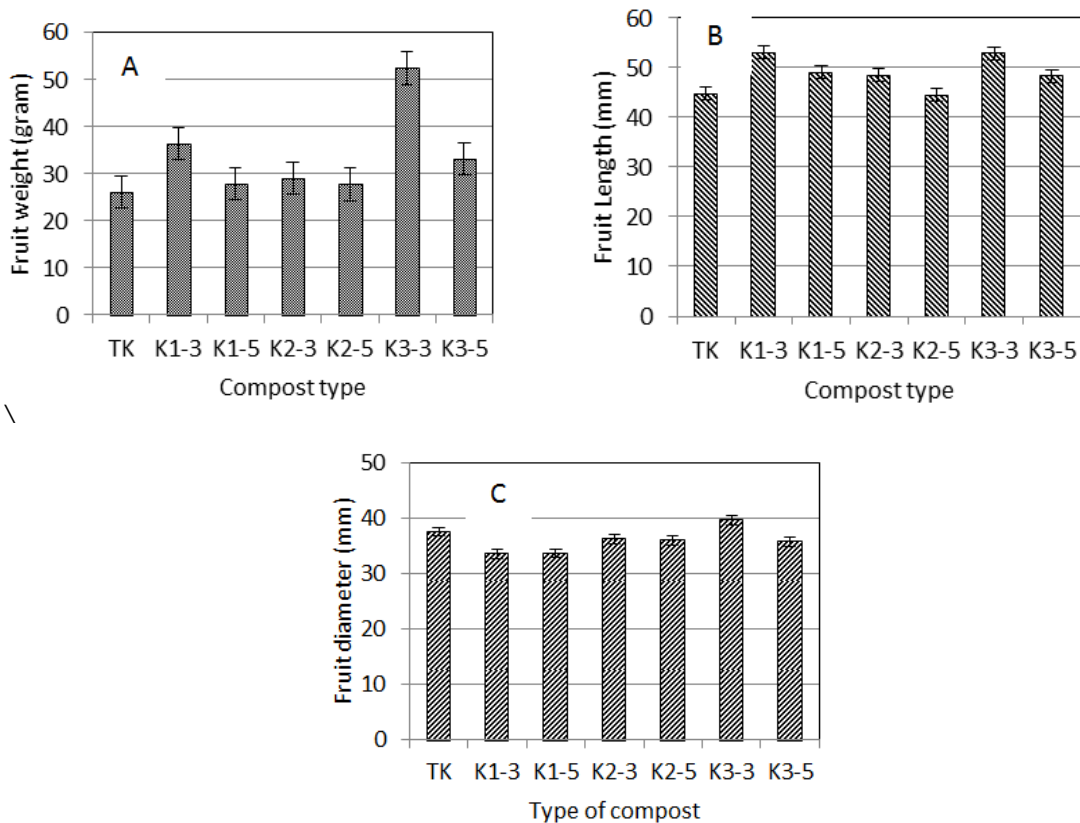 A
Fruit weight (gram)
60
50
40
30
20
10
0
TK K1-3 K1-5 K2-3 K2-5 K3-3 K3-5
Compost type
B
Fruit Length (mm)
60
50
40
30
20
10
0
TK K1-3 K1-5 K2-3 K2-5 K3-3 K3-5
Compost type
\
C
Fruit diameter (mm)
50
40
30
20
10
0
TK K1-3 K1-5 K2-3 K2-5 K3-3 K3-5
Type of compost